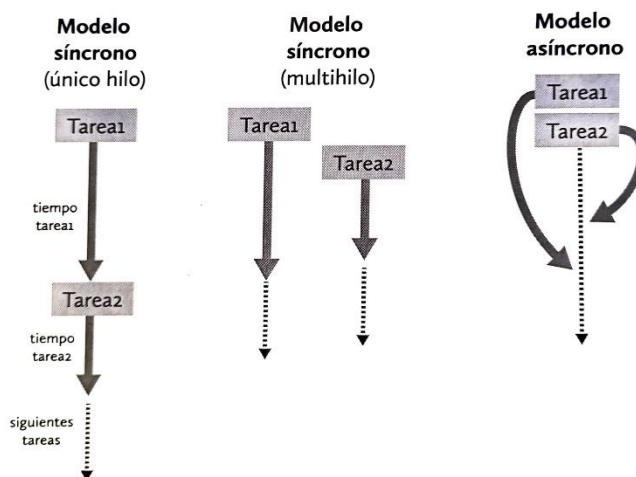 Modelo
síncrono
(único hilo)
Tarea1
tiempo
tarea1
Tarea2
tiempo
tarea2
siguientes
tareas
Modelo
síncrono
(multihilo)
Tarea1
Tarea2
Modelo
asíncrono
Tarea1
Tarea2